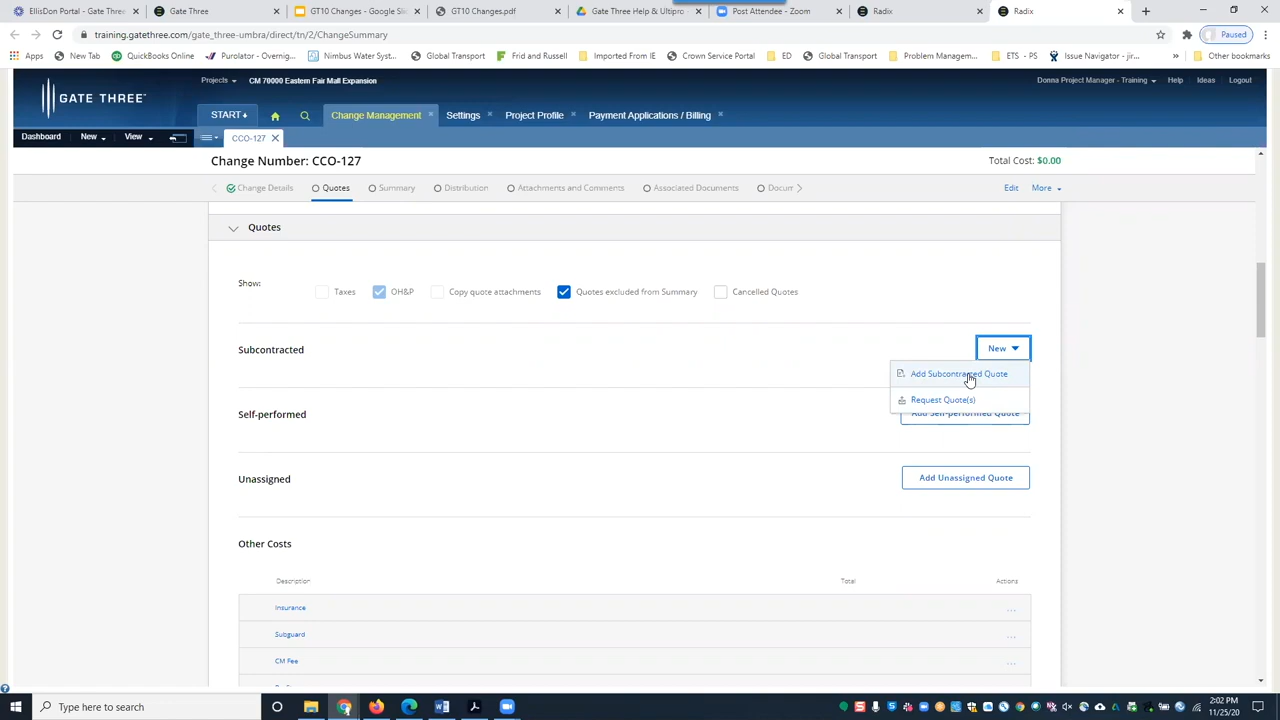 EllisDon Portal - Gate Three H
Gate Three
GT10 Changes - Google Sli
GT10 Changes.pdf
Gate Three Help & Ultipro
Post Attendee - Zoom
Radix
Radix
training.gatethree.com/gate_three_umbra/direct/tn/2/ChangeSummary
Paused
Apps
New Tab
QuickBooks Online
Purolator - Overnig...
Nimbus Water Syst...
Global Transport
Frid and Russell
Imported From IE
Crown Service Portal
ED
Problem Managem...
ETS - PS
Issue Navigator - jir...
Global Transport
Other bookmarks
GATE THREE
Projects
CM 70000 Eastern Fair Mall Expansion
Donna Project Manager - Training
Help
Ideas
Logout
START
Change Management
Settings
Project Profile
Payment Applications / Billing
Dashboard
New
View
CCO-127
Change Number: CCO-127
Total Cost: $0.00
Change Details
Quotes
Summary
Distribution
Attachments and Comments
Associated Documents
Docum
Edit
More
Quotes
Show:
Taxes
OH&P
Copy quote attachments
Quotes excluded from Summary
Cancelled Quotes
Subcontracted
New
Add Subcontracted Quote
Request Quote(s)
Self-performed
Add Self-performed Quote
Unassigned
Add Unassigned Quote
Other Costs
Description
Total
Actions
Insurance
...
Subguard
...
CM Fee
...
Type here to search
2:02 PM
11/25/20